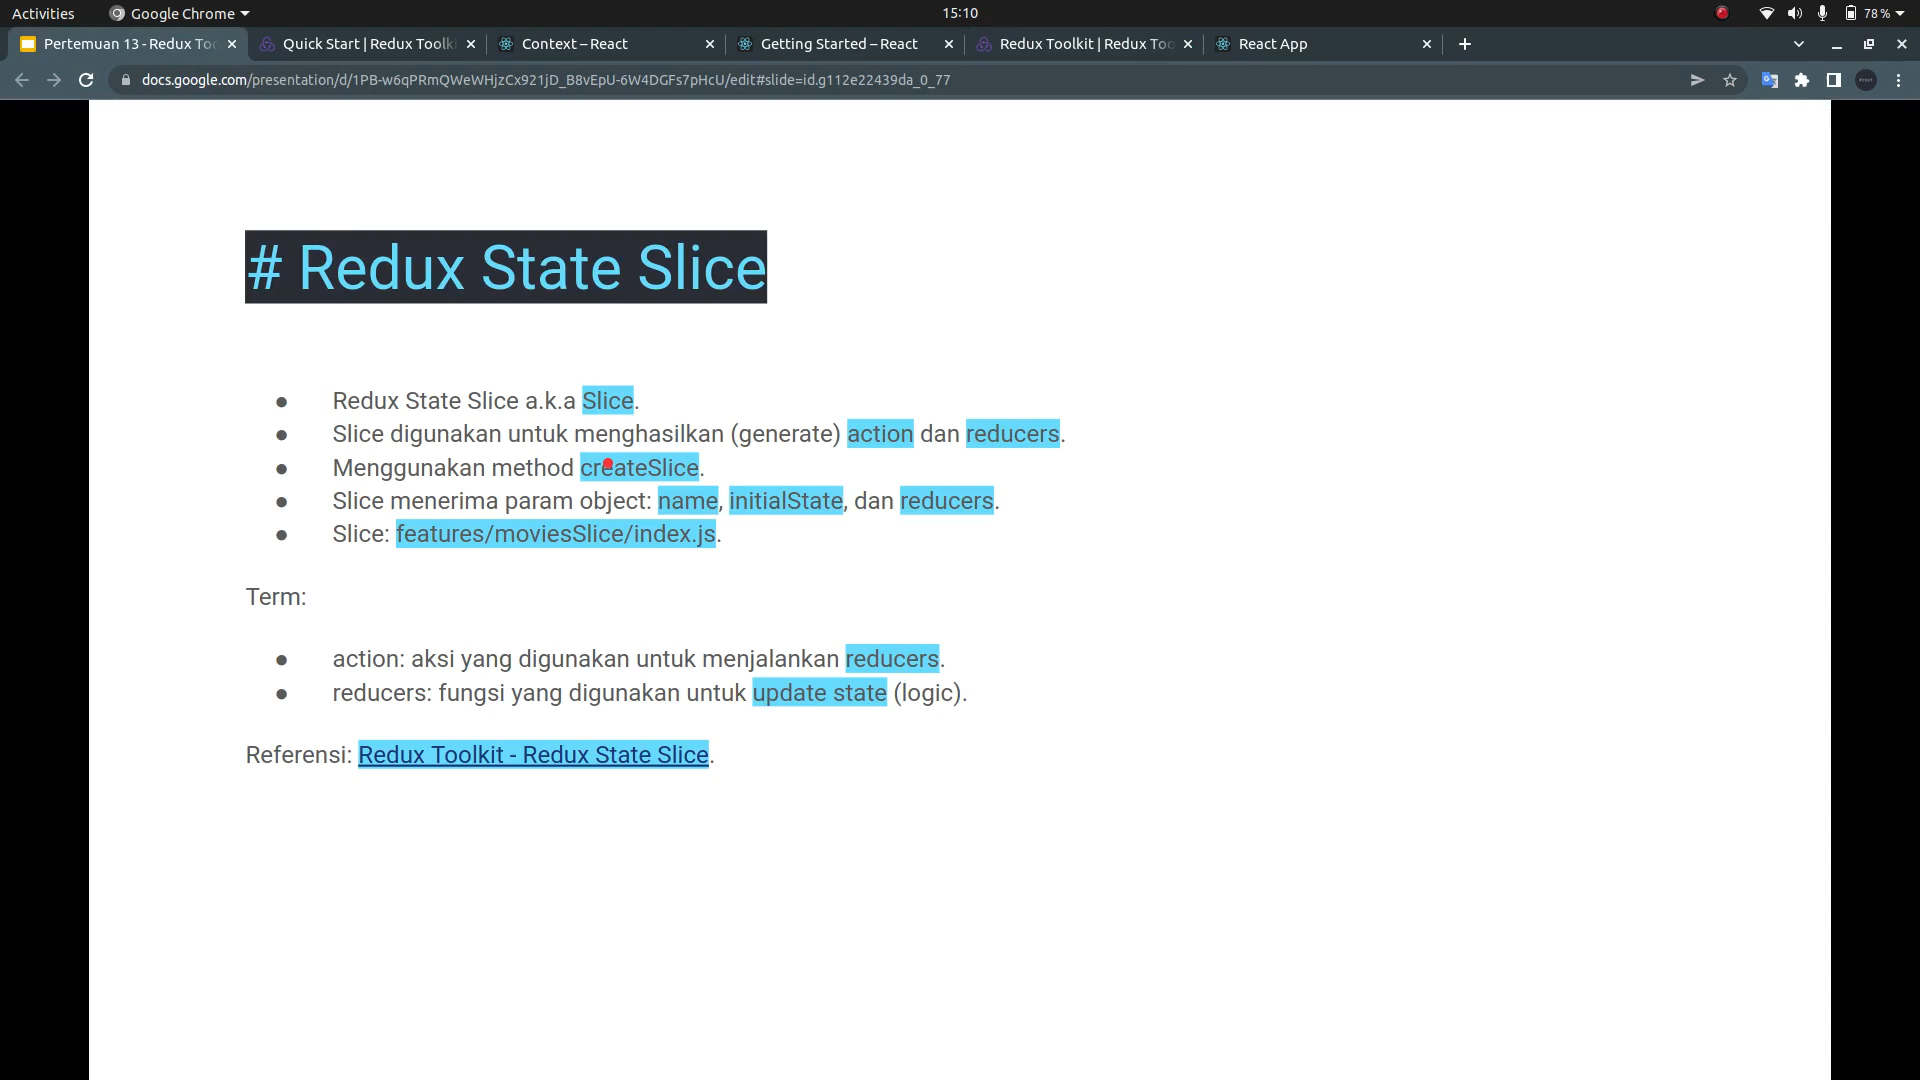 Activities
Google Chrome
15:10
78 %
Pertemuan 13 - Redux Too
Quick Start | Redux Toolki
Context – React
Getting Started – React
Redux Toolkit | Redux Too
React App
docs.google.com/presentation/d/1PB-w6qPRmQWeWHjzCx921jD_B8vEpU-6W4DGFs7pHcU/edit#slide=id.g112e22439da_0_77
# Redux State Slice
● Redux State Slice a.k.a Slice.
● Slice digunakan untuk menghasilkan (generate) action dan reducers.
● Menggunakan method createSlice.
● Slice menerima param object: name, initialState, dan reducers.
● Slice: features/moviesSlice/index.js.
Term:
● action: aksi yang digunakan untuk menjalankan reducers.
● reducers: fungsi yang digunakan untuk update state (logic).
Referensi: Redux Toolkit - Redux State Slice.